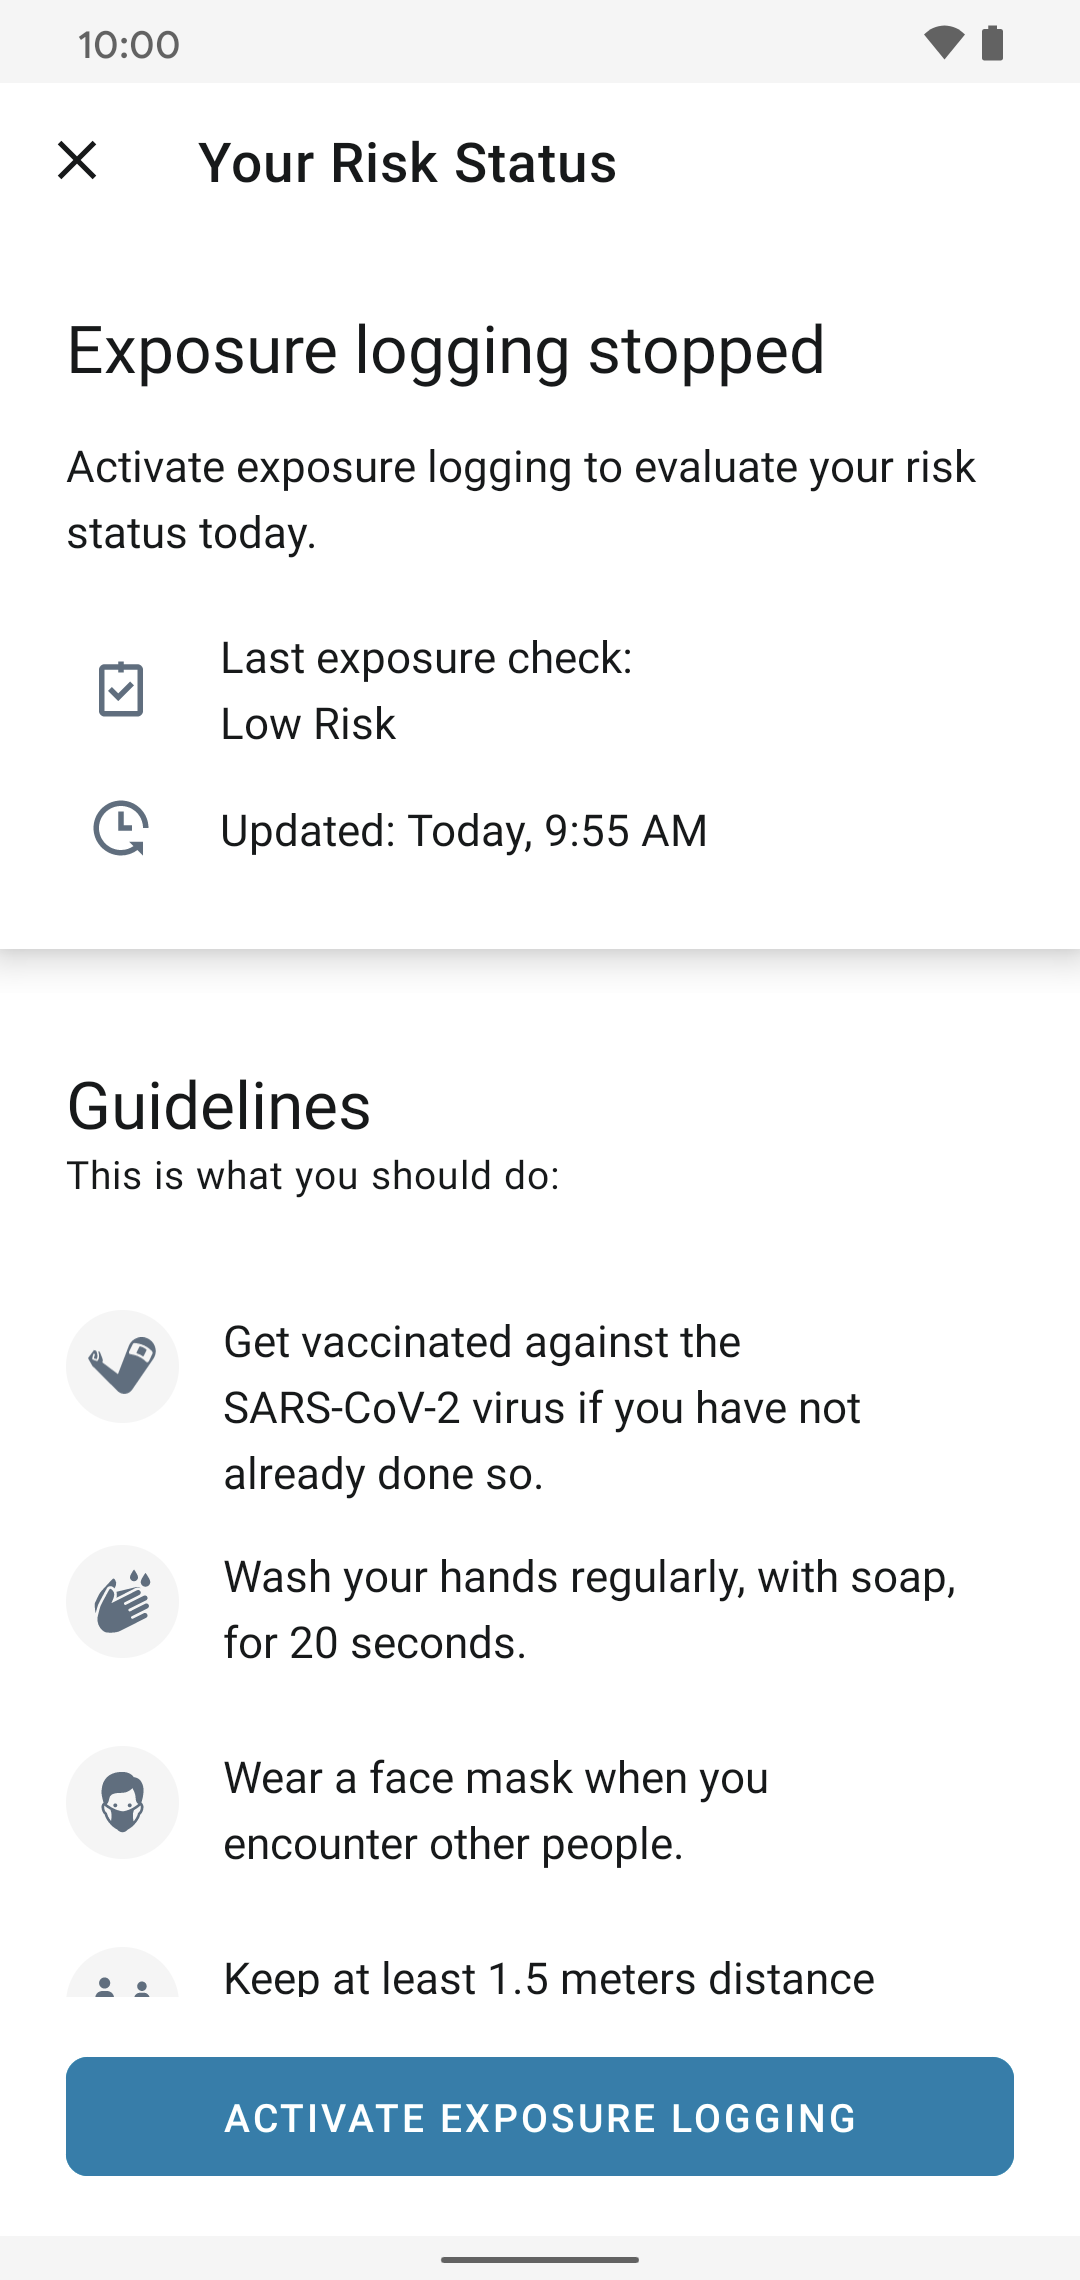 10:00
Your Risk Status
Exposure logging stopped
Activate exposure logging to evaluate your risk
status today.
Last exposure check:
Low Risk
Updated: Today, 9:55 AM
Guidelines
This is what you should do:
Get vaccinated against the
SARS-CoV-2 virus if you have not
already done so.
Wash your hands regularly, with soap,
for 20 seconds.
Wear a face mask when you
encounter other people.
Keep at least 1.5 meters distance
ACTIVATE EXPOSURE LOGGING